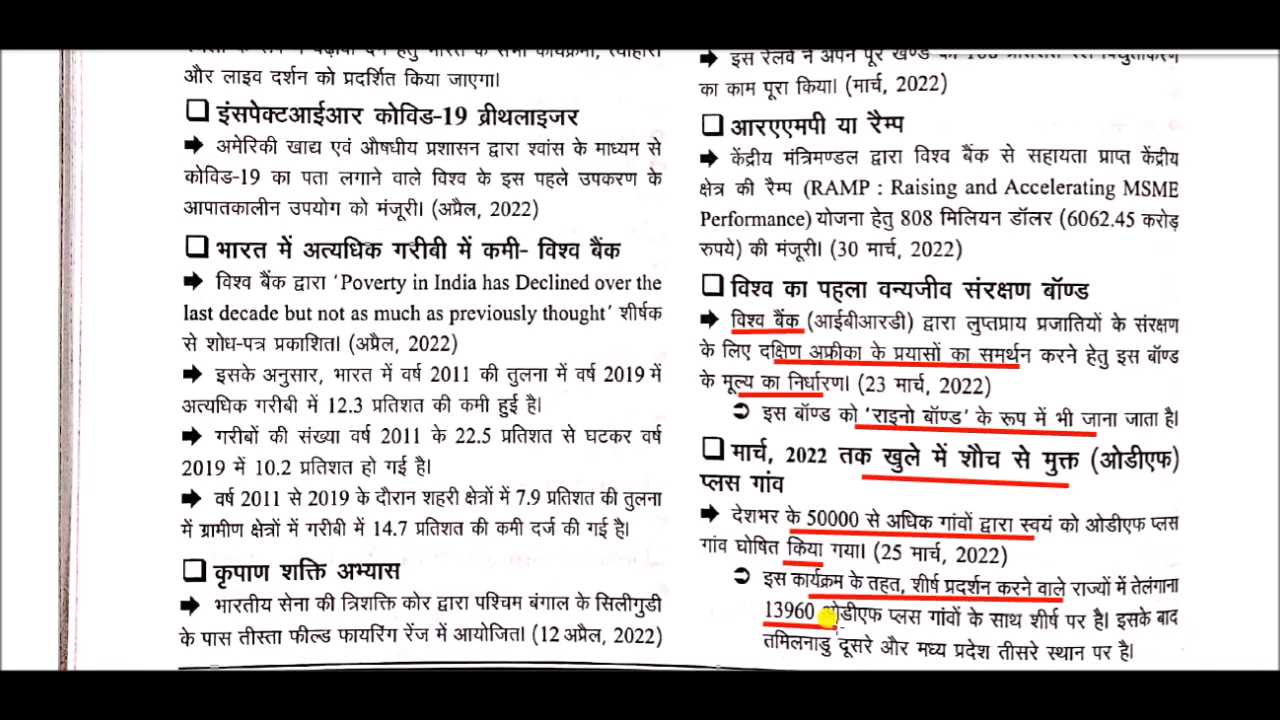 और लाइव दर्शन को प्रदर्शित किया जाएगा।
❑ इंसपेक्टआईआर कोविड-19 ब्रीथलाइजर
➡ अमेरिकी खाद्य एवं औषधीय प्रशासन द्वारा श्वांस के माध्यम से
कोविड-19 का पता लगाने वाले विश्व के इस पहले उपकरण के
आपातकालीन उपयोग को मंजूरी। (अप्रैल, 2022)
❑ भारत में अत्यधिक गरीबी में कमी- विश्व बैंक
➡ विश्व बैंक द्वारा 'Poverty in India has Declined over the
last decade but not as much as previously thought' शीर्षक
से शोध-पत्र प्रकाशित। (अप्रैल, 2022)
➡ इसके अनुसार, भारत में वर्ष 2011 की तुलना में वर्ष 2019 में
अत्यधिक गरीबी में 12.3 प्रतिशत की कमी हुई है।
➡ गरीबों की संख्या वर्ष 2011 के 22.5 प्रतिशत से घटकर वर्ष
2019 में 10.2 प्रतिशत हो गई है।
➡ वर्ष 2011 से 2019 के दौरान शहरी क्षेत्रों में 7.9 प्रतिशत की तुलना
में ग्रामीण क्षेत्रों में गरीबी में 14.7 प्रतिशत की कमी दर्ज की गई है।
❑ कृपाण शक्ति अभ्यास
➡ भारतीय सेना की त्रिशक्ति कोर द्वारा पश्चिम बंगाल के सिलीगुडी
के पास तीस्ता फील्ड फायरिंग रेंज में आयोजित। (12 अप्रैल, 2022)
➡ इस रेलवे ने अपने पूरे खण्ड
का काम पूरा किया। (मार्च, 2022)
❑ आरएएमपी या रैम्प
➡ केंद्रीय मंत्रिमण्डल द्वारा विश्व बैंक से सहायता प्राप्त केंद्रीय
क्षेत्र की रैम्प (RAMP : Raising and Accelerating MSME
Performance) योजना हेतु 808 मिलियन डॉलर (6062.45 करोड़
रुपये) की मंजूरी। (30 मार्च, 2022)
❑ विश्व का पहला वन्यजीव संरक्षण बॉण्ड
➡ विश्व बैंक (आईबीआरडी) द्वारा लुप्तप्राय प्रजातियों के संरक्षण
के लिए दक्षिण अफ्रीका के प्रयासों का समर्थन करने हेतु इस बॉण्ड
के मूल्य का निर्धारण। (23 मार्च, 2022)
➲ इस बॉण्ड को 'राइनो बॉण्ड' के रूप में भी जाना जाता है।
❑ मार्च, 2022 तक खुले में शौच से मुक्त (ओडीएफ)
प्लस गांव
➡ देशभर के 50000 से अधिक गांवों द्वारा स्वयं को ओडीएफ प्लस
गांव घोषित किया गया। (25 मार्च, 2022)
➲ इस कार्यक्रम के तहत, शीर्ष प्रदर्शन करने वाले राज्यों में तेलंगाना
13960 ओडीएफ प्लस गांवों के साथ शीर्ष पर है। इसके बाद
तमिलनाडु दूसरे और मध्य प्रदेश तीसरे स्थान पर है।